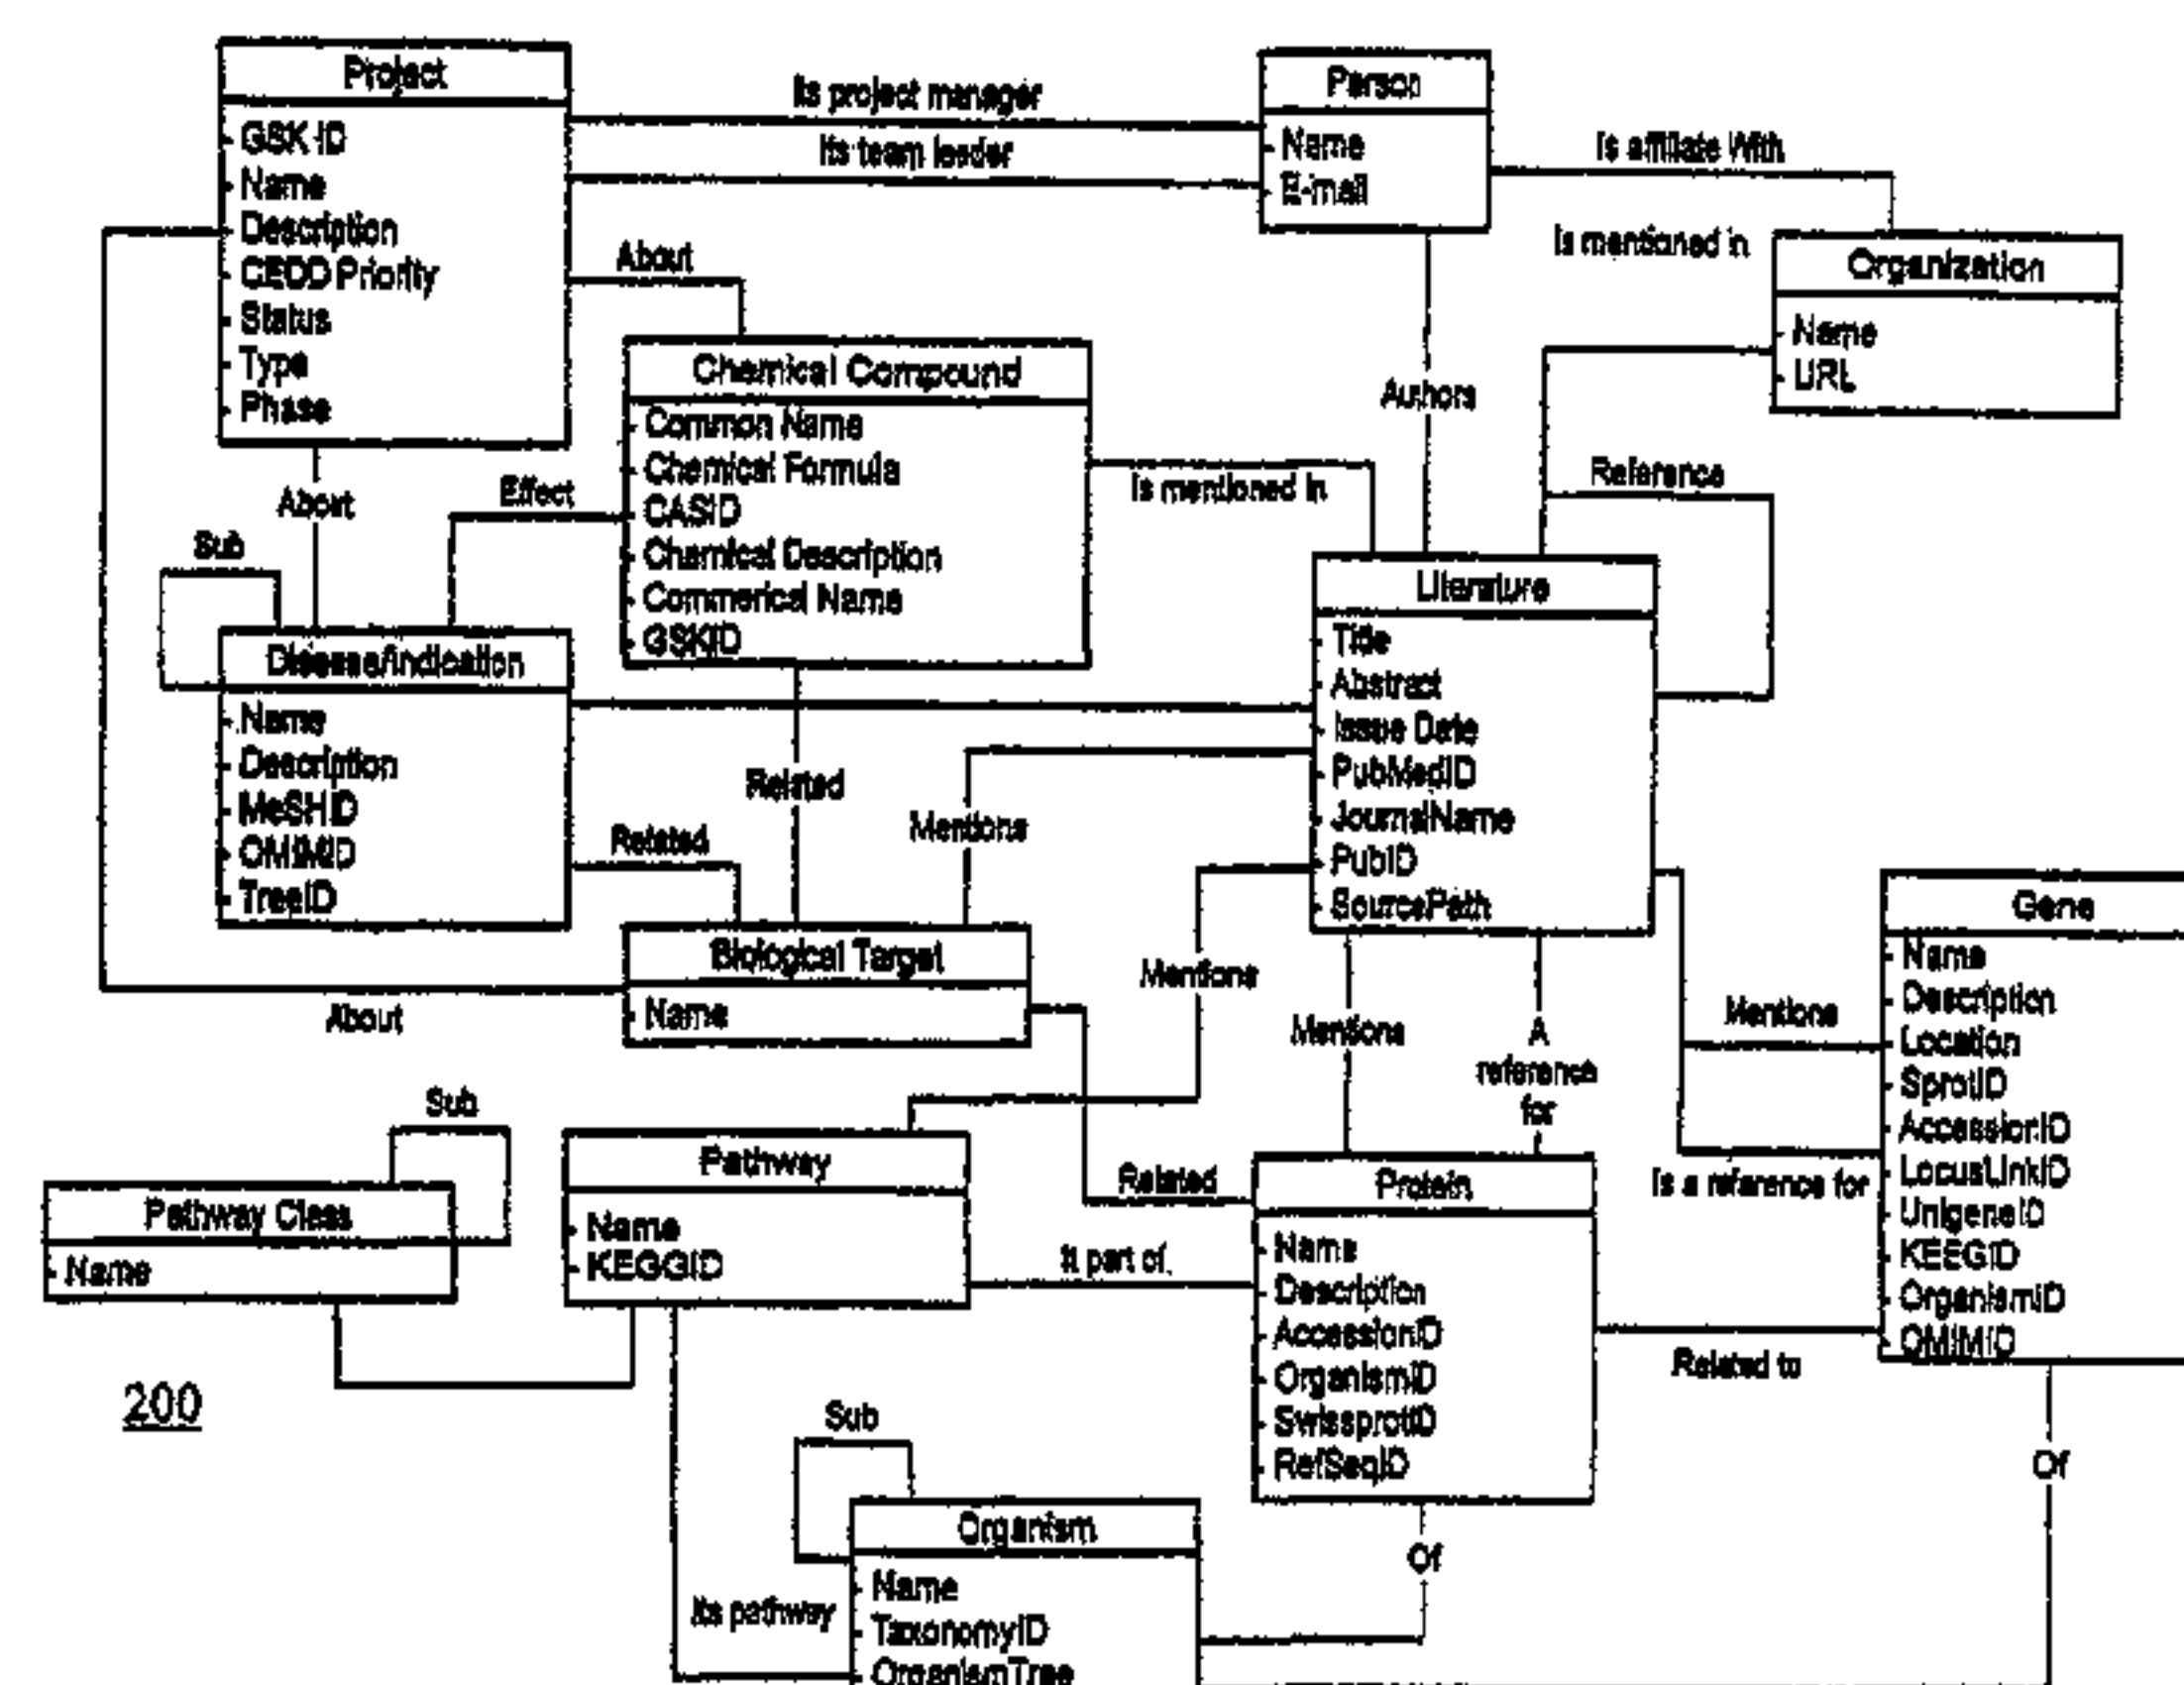 Project
GSK ID
Name
Description
CEDD Priority
Status
Type
Phase
Its project manager
Its team leader
Person
Name
E-mail
Is affiliate With
Is mentioned in
Organization
Name
URL
About
Chemical Compound
Common Name
Chemical Formula
CASID
Chemical Description
Commerical Name
GSKID
Authors
Is mentioned in
Reference
About
Effect
Sub
Disease/Indication
Name
Description
MeSHID
OMIMID
TreeID
Literature
Title
Abstract
Issue Date
PubMedID
JournalName
PubID
SourcePath
Related
Related
Mentions
Biological Target
Name
About
Mentions
Mentions
A
reference
for
Mentions
Is a reference for
Gene
Name
Description
Location
SprotID
AccessionID
LocusLinkID
UnigeneID
KEEGID
OrganismID
OMIMID
Sub
Pathway Class
Name
Pathway
Name
KEGGID
Related
It part of
Protein
Name
Description
AccessionID
OrganismID
SwissprotID
RefSeqID
Related to
200
Sub
Organism
Name
TaxonomyID
OrganismTree
Its pathway
Of
Of